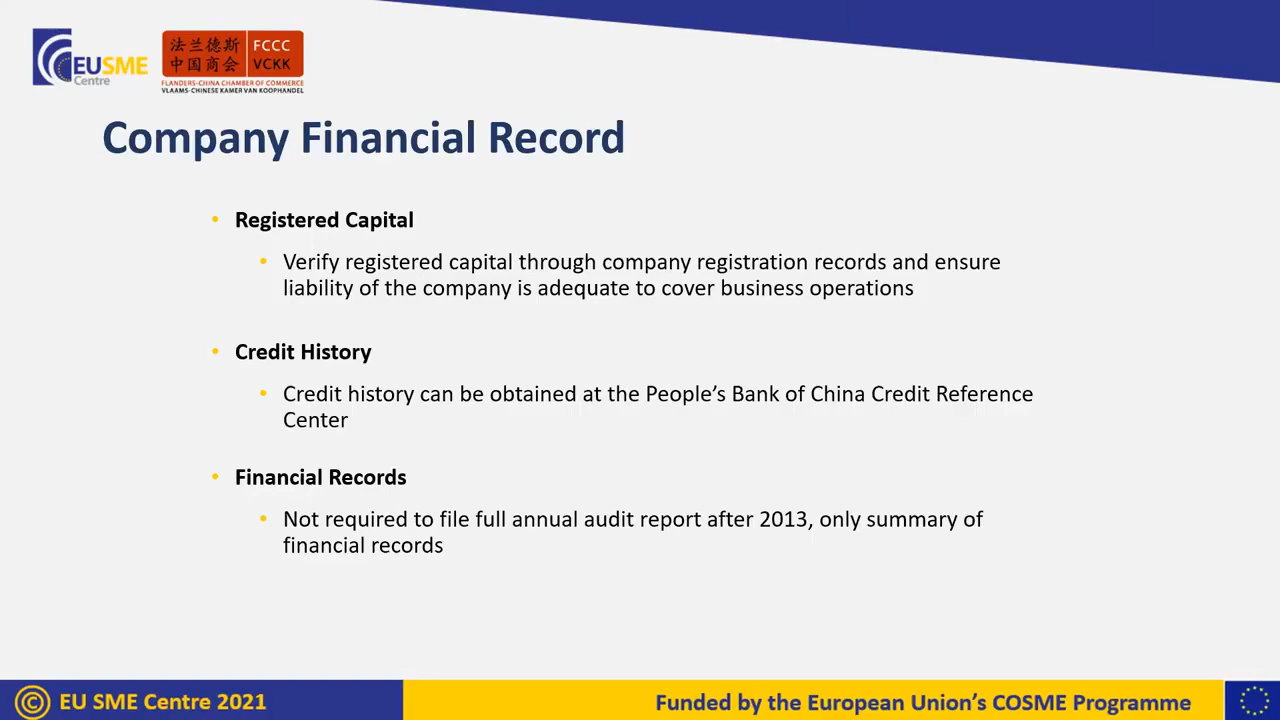 EUSME
Centre
法兰德斯
中国商会
FCCC
VCKK
FLANDERS-CHINA CHAMBER OF COMMERCE
VLAAMS-CHINESE KAMER VAN KOOPHANDEL
Company Financial Record
• Registered Capital
• Verify registered capital through company registration records and ensure
liability of the company is adequate to cover business operations
• Credit History
• Credit history can be obtained at the People’s Bank of China Credit Reference
Center
• Financial Records
• Not required to file full annual audit report after 2013, only summary of
financial records
© EU SME Centre 2021
Funded by the European Union’s COSME Programme